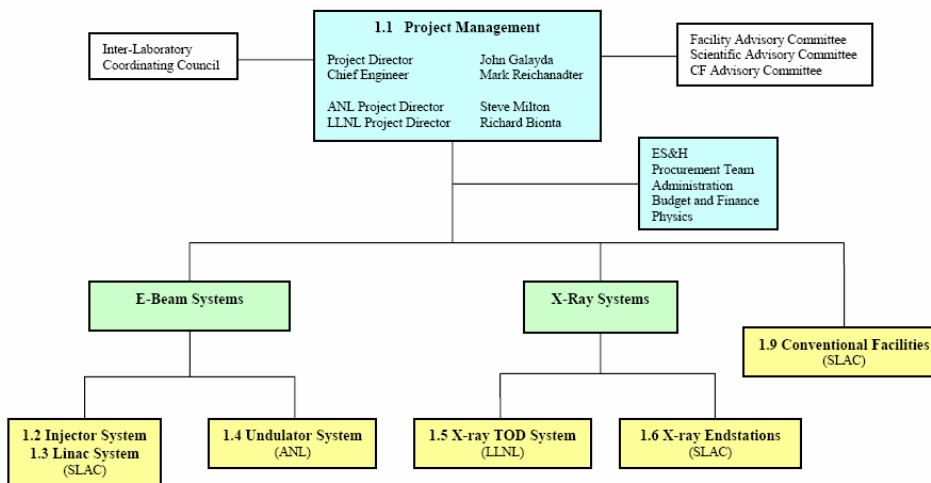 1.1 Project Management
Inter-Laboratory
Coordinating Council
Project Director John Galayda
Chief Engineer Mark Reichanadter
ANL Project Director Steve Milton
LLNL Project Director Richard Bionta
Facility Advisory Committee
Scientific Advisory Committee
CF Advisory Committee
ES&H
Procurement Team
Administration
Budget and Finance
Physics
E-Beam Systems
X-Ray Systems
1.9 Conventional Facilities
(SLAC)
1.2 Injector System
1.3 Linac System
(SLAC)
1.4 Undulator System
(ANL)
1.5 X-ray TOD System
(LLNL)
1.6 X-ray Endstations
(SLAC)